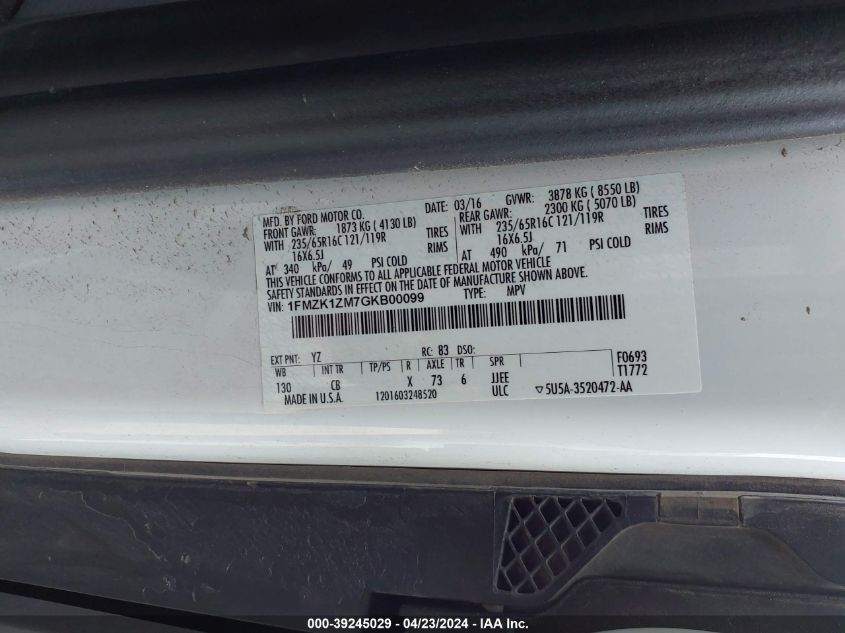 MFD. BY FORD MOTOR CO.
DATE: 03/16 GVWR: 3878 KG ( 8550 LB)
FRONT GAWR: 1873 KG ( 4130 LB)
REAR GAWR: 2300 KG ( 5070 LB)
WITH 235/65R16C 121/119R TIRES
WITH 235/65R16C 121/119R TIRES
16X6.5J RIMS
16X6.5J RIMS
AT 340 kPa/ 49 PSI COLD
AT 490 kPa/ 71 PSI COLD
THIS VEHICLE CONFORMS TO ALL APPLICABLE FEDERAL MOTOR VEHICLE
SAFETY STANDARDS IN EFFECT ON THE DATE OF MANUFACTURE SHOWN ABOVE.
VIN: 1FMZK1ZM7GKB00099 TYPE: MPV
EXT PNT: YZ RC: 83 DSO: F0693
WB INT TR TP/PS R AXLE TR SPR T1772
130 CB X 73 6 JJEE
MADE IN U.S.A. 1201603248520 ULC ▽5U5A-3520472-AA
000-39245029 - 04/23/2024 - IAA Inc.